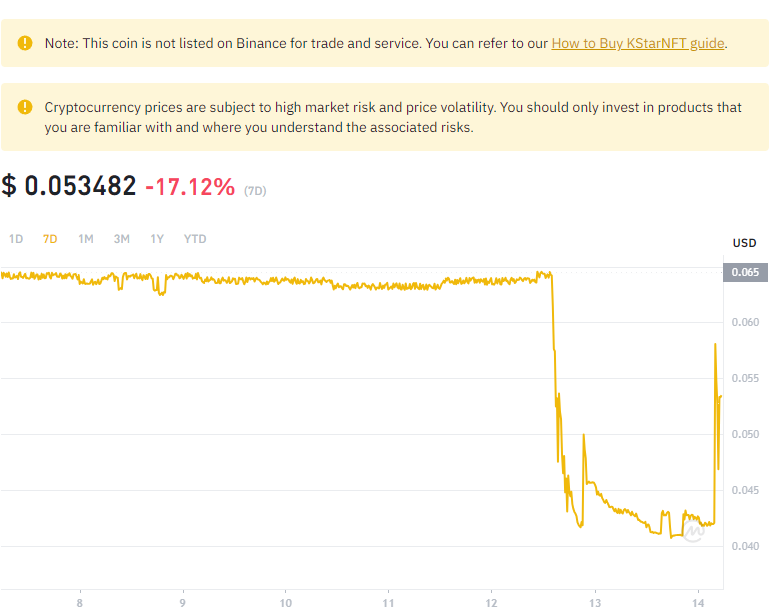 Note: This coin is not listed on Binance for trade and service. You can refer to our How to Buy KStarNFT guide.
Cryptocurrency prices are subject to high market risk and price volatility. You should only invest in products that
you are familiar with and where you understand the associated risks.
$ 0.053482 -17.12% (7D)
1D 7D 1M 3M 1Y YTD
USD
0.065
0.060
0.055
0.050
0.045
0.040
8 9 10 11 12 13 14